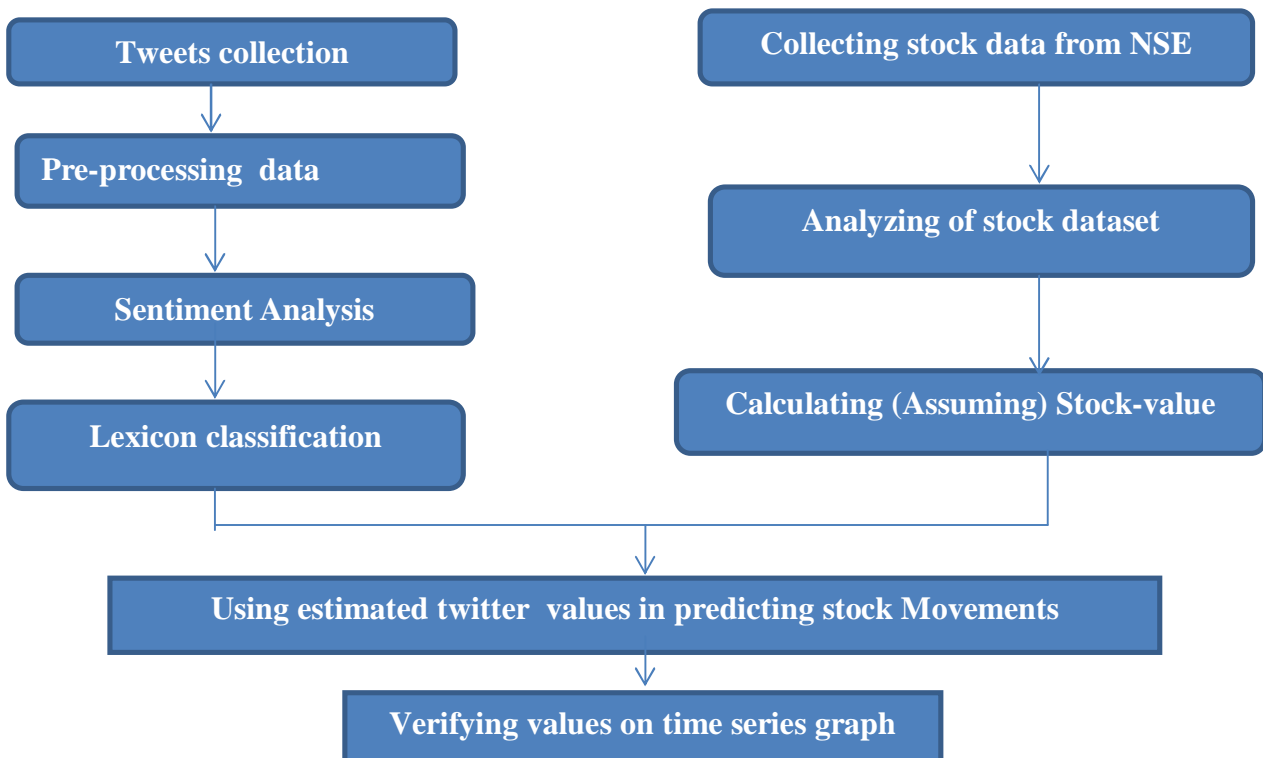 Tweets collection
Pre-processing data
Sentiment Analysis
Lexicon classification
Collecting stock data from NSE
Analyzing of stock dataset
Calculating (Assuming) Stock-value
Using estimated twitter values in predicting stock Movements
Verifying values on time series graph